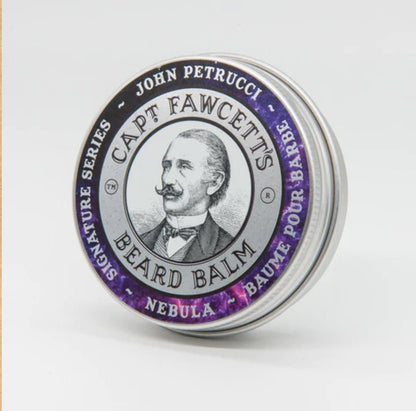 SIGNATURE SERIES ~ JOHN PETRUCCI ~ BAUME POUR BARBE ~ NEBULA ~
CAPT FAWCETT'S
TM
R
BEARD BALM